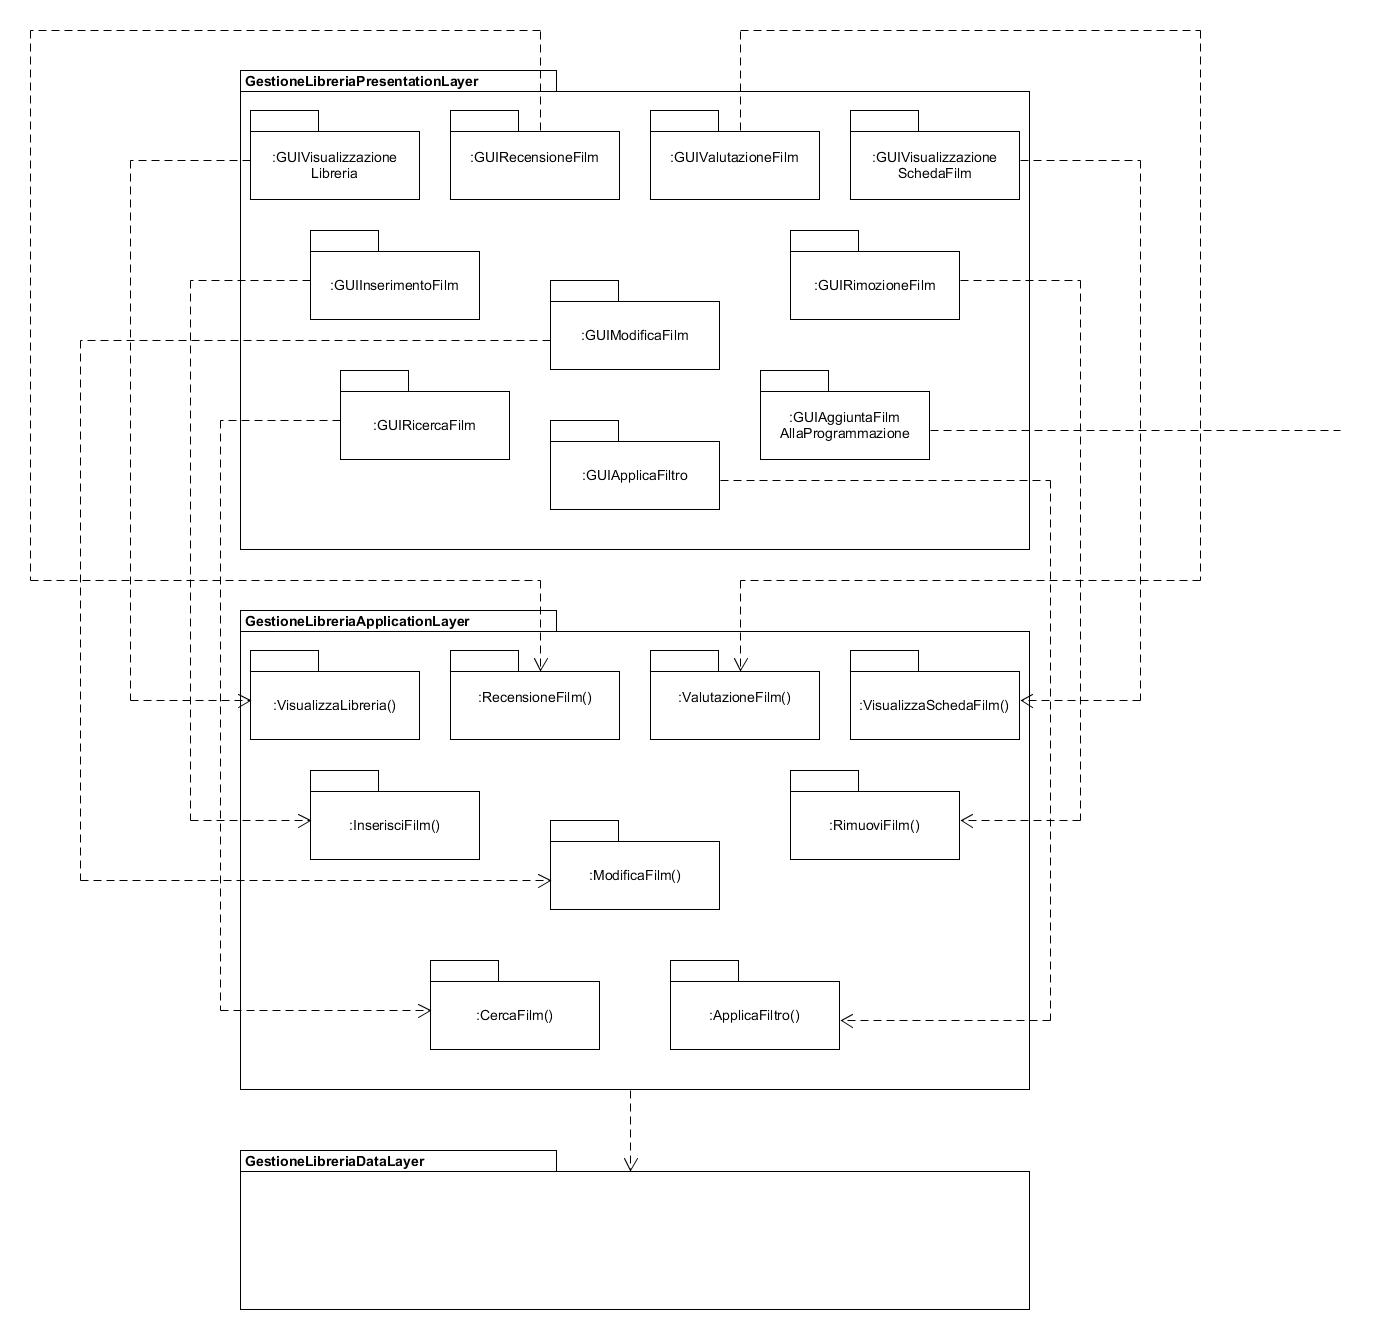 GestioneLibreriaPresentationLayer
:GUIVisualizzazione
Libreria
:GUIRecensioneFilm
:GUIValutazioneFilm
:GUIVisualizzazione
SchedaFilm
:GUIInserimentoFilm
:GUIRimozioneFilm
:GUIModificaFilm
:GUIRicercaFilm
:GUIAggiuntaFilm
AllaProgrammazione
:GUIApplicaFiltro
GestioneLibreriaApplicationLayer
:VisualizzaLibreria()
:RecensioneFilm()
:ValutazioneFilm()
:VisualizzaSchedaFilm()
:InserisciFilm()
:RimuoviFilm()
:ModificaFilm()
:CercaFilm()
:ApplicaFiltro()
GestioneLibreriaDataLayer